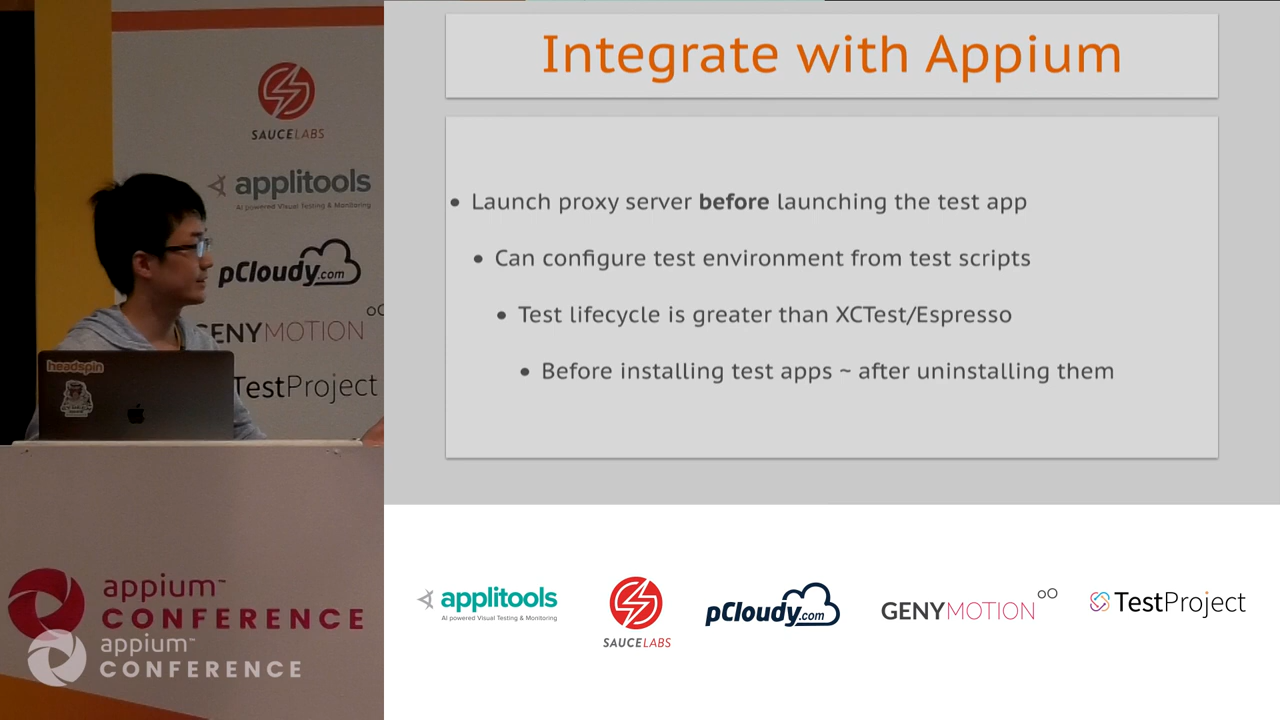 SAUCELABS
applitools
AI powered Visual Testing & Monitoring
pCloudy.com
GENYMOTION
TestProject
headspin
appium™
CONFERENCE
appium™
CONFERENCE
Integrate with Appium
• Launch proxy server before launching the test app
• Can configure test environment from test scripts
• Test lifecycle is greater than XCTest/Espresso
• Before installing test apps ~ after uninstalling them
applitools
AI powered Visual Testing & Monitoring
SAUCELABS
pCloudy.com
GENYMOTION
TestProject